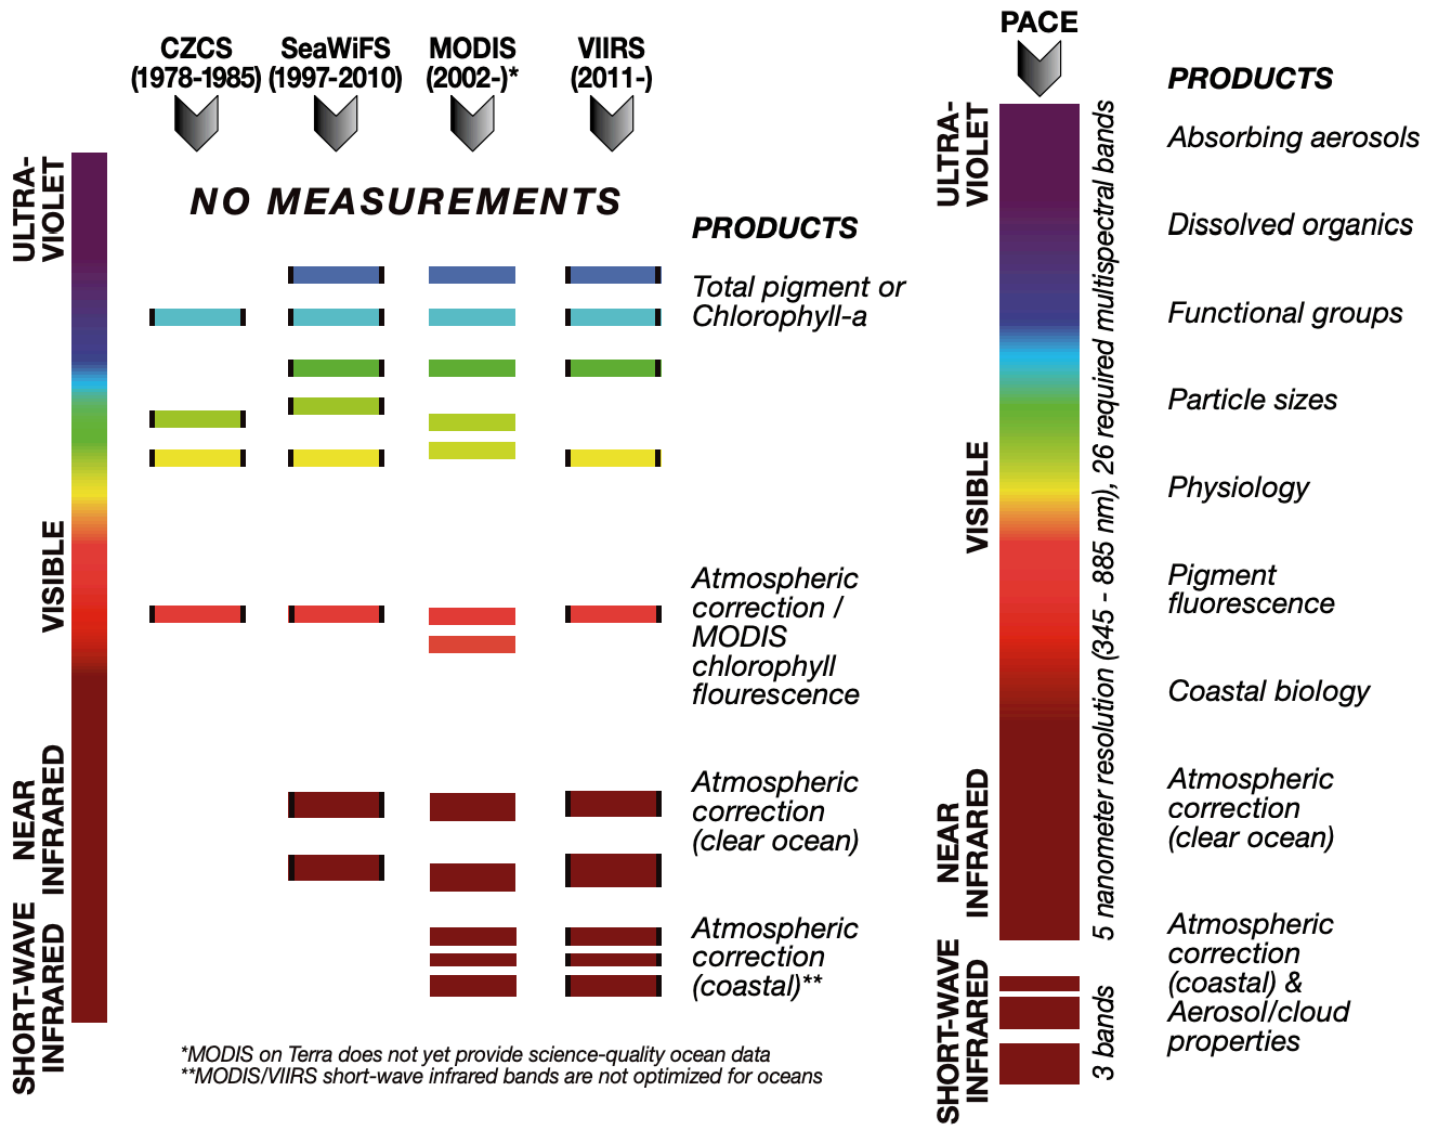 CZCS
(1978-1985)
SeaWiFS
(1997-2010)
MODIS
(2002-)*
VIIRS
(2011-)
ULTRA-
VIOLET
VISIBLE
NEAR
INFRARED
SHORT-WAVE
INFRARED
NO MEASUREMENTS
PRODUCTS
Total pigment or
Chlorophyll-a
Atmospheric
correction /
MODIS
chlorophyll
flourescence
Atmospheric
correction
(clear ocean)
Atmospheric
correction
(coastal)**
*MODIS on Terra does not yet provide science-quality ocean data
**MODIS/VIIRS short-wave infrared bands are not optimized for oceans
PACE
ULTRA-
VIOLET
VISIBLE
NEAR
INFRARED
SHORT-WAVE
INFRARED
5 nanometer resolution (345 - 885 nm), 26 required multispectral bands
3 bands
PRODUCTS
Absorbing aerosols
Dissolved organics
Functional groups
Particle sizes
Physiology
Pigment
fluorescence
Coastal biology
Atmospheric
correction
(clear ocean)
Atmospheric
correction
(coastal) &
Aerosol/cloud
properties